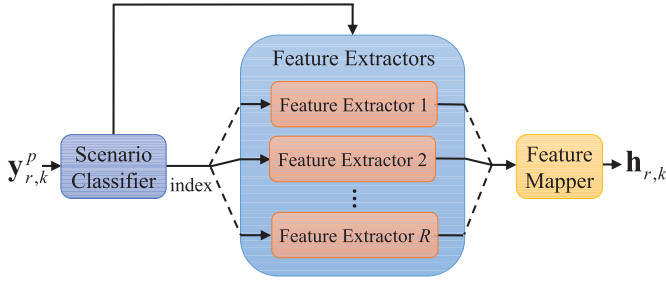 Feature Extractors
Feature Extractor 1
Feature Extractor 2
⋮
Feature Extractor R
y^p_{r,k}
Scenario
Classifier
index
Feature
Mapper
h_{r,k}